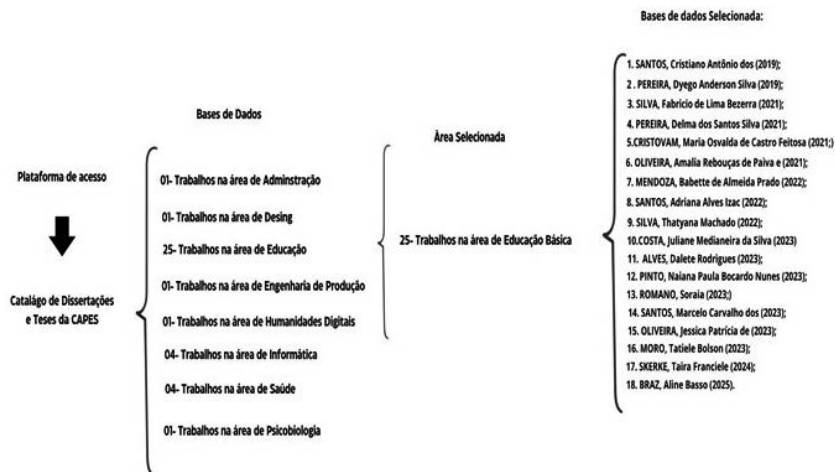 Plataforma de acesso
Catalágo de Dissertações
e Teses da CAPES
Bases de Dados
01- Trabalhos na área de Adminstração
01- Trabalhos na área de Desing
25- Trabalhos na área de Educação
01- Trabalhos na área de Engenharia de Produção
01- Trabalhos na área de Humanidades Digitais
04- Trabalhos na área de Informática
04- Trabalhos na área de Saúde
01- Trabalhos na área de Psicobiologia
Àrea Selecionada
25- Trabalhos na área de Educação Básica
Bases de dados Selecionada:
1. SANTOS, Cristiano Antônio dos (2019);
2 . PEREIRA, Dyego Anderson Silva (2019);
3. SILVA, Fabricio de Lima Bezerra (2021);
4. PEREIRA, Delma dos Santos Silva (2021);
5.CRISTOVAM, Maria Osvalda de Castro Feitosa (2021;)
6. OLIVEIRA, Amalia Rebouças de Paiva e (2021);
7. MENDOZA, Babette de Almeida Prado (2022);
8. SANTOS, Adriana Alves Izac (2022);
9. SILVA, Thatyana Machado (2022);
10.COSTA, Juliane Medianeira da Silva (2023)
11. ALVES, Dalete Rodrigues (2023);
12. PINTO, Naiana Paula Bocardo Nunes (2023);
13. ROMANO, Soraia (2023;)
14. SANTOS, Marcelo Carvalho dos (2023);
15. OLIVEIRA, Jessica Patrícia de (2023);
16. MORO, Tatiele Bolson (2023);
17. SKERKE, Taira Franciele (2024);
18. BRAZ, Aline Basso (2025).